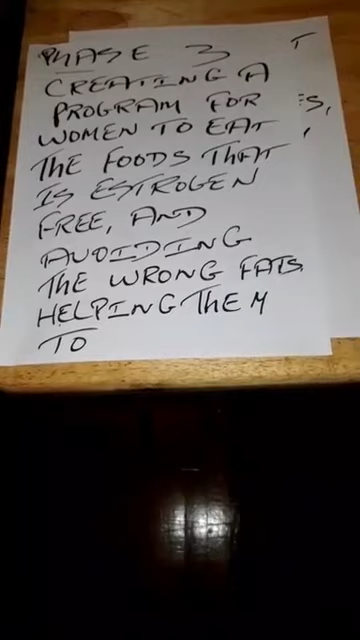 PHASE 3
CREATING A
PROGRAM FOR
WOMEN TO EAT
THE FOODS THAT
IS ESTROGEN
FREE, AND
AVOIDING
THE WRONG FATS
HELPING THEM
TO